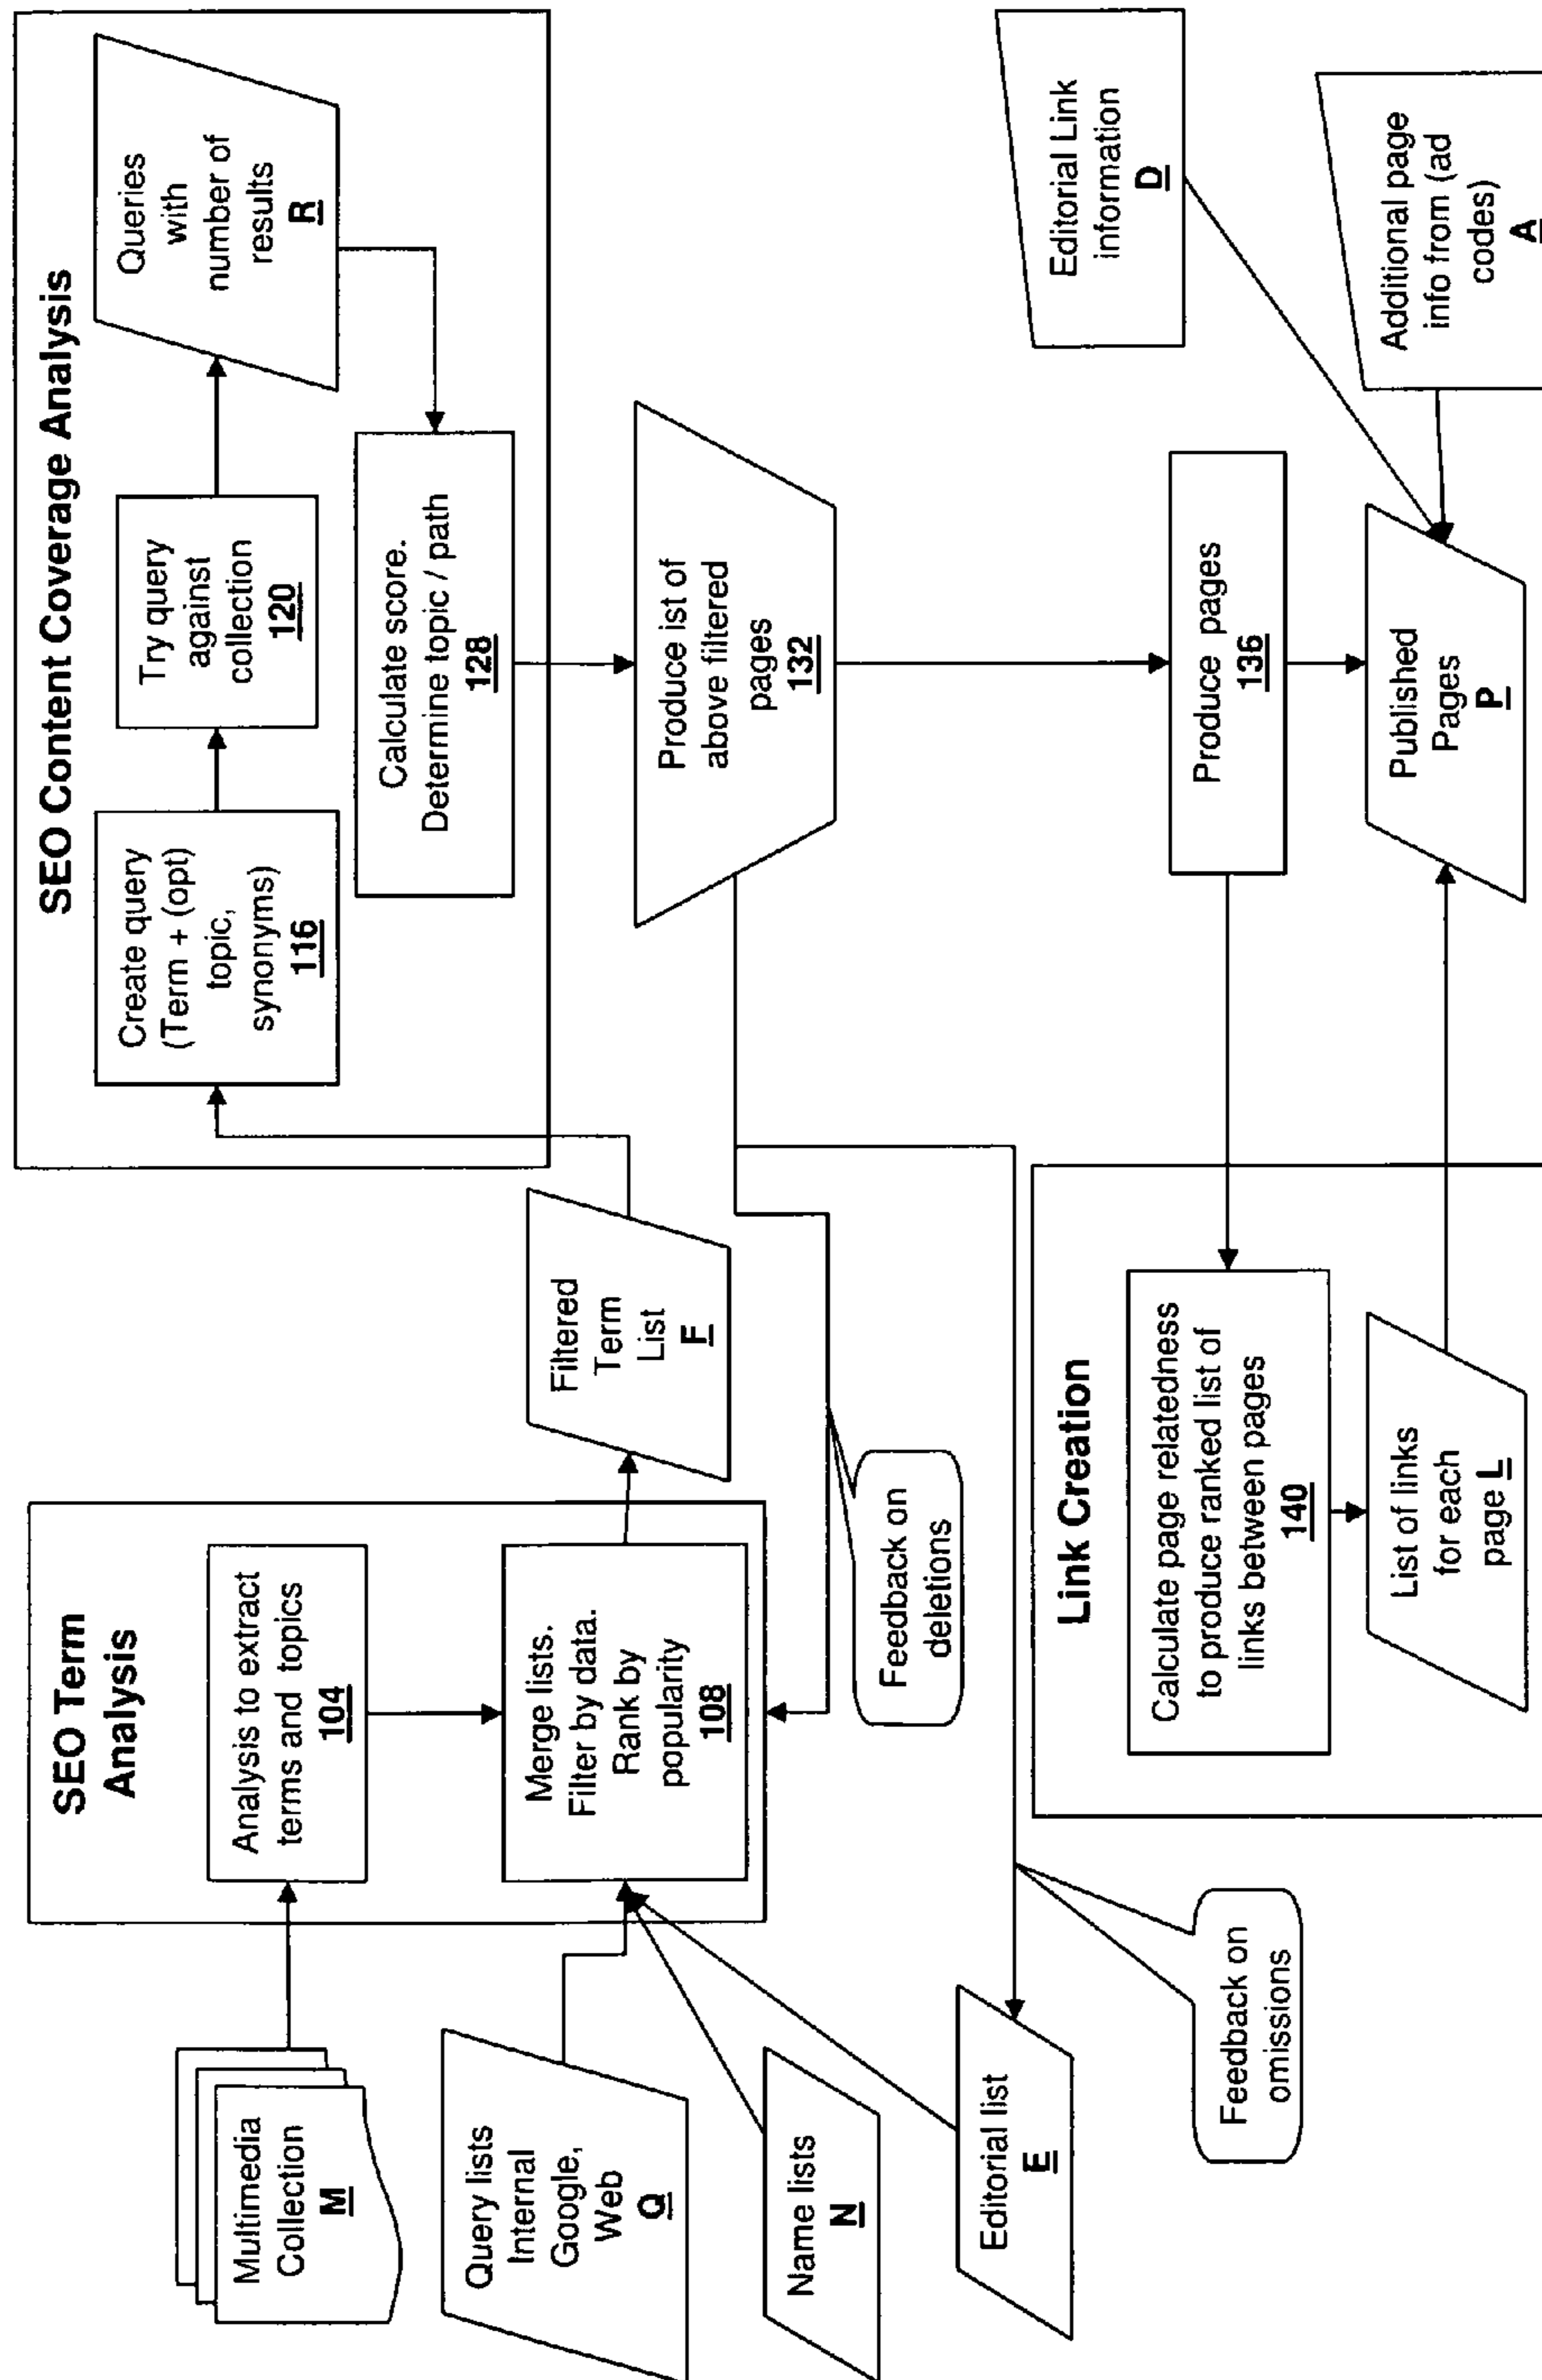 SEO Term
Analysis
Multimedia
Collection
M
Analysis to extract
terms and topics
104
Query lists
Internal
Google,
Web
Q
Name lists
N
Editorial list
E
Merge lists.
Filter by data.
Rank by
popularity
108
Filtered
Term
List
F
Feedback on
deletions
Feedback on
omissions
SEO Content Coverage Analysis
Create query
(Term + (opt)
topic,
synonyms)
116
Try query
against
collection
120
Queries
with
number of
results
R
Calculate score.
Determine topic / path
128
Produce ist of
above filtered
pages
132
Produce pages
136
Link Creation
Calculate page relatedness
to produce ranked list of
links between pages
140
List of links
for each
page L
Published
Pages
P
Editorial Link
information
D
Additional page
info from (ad
codes)
A